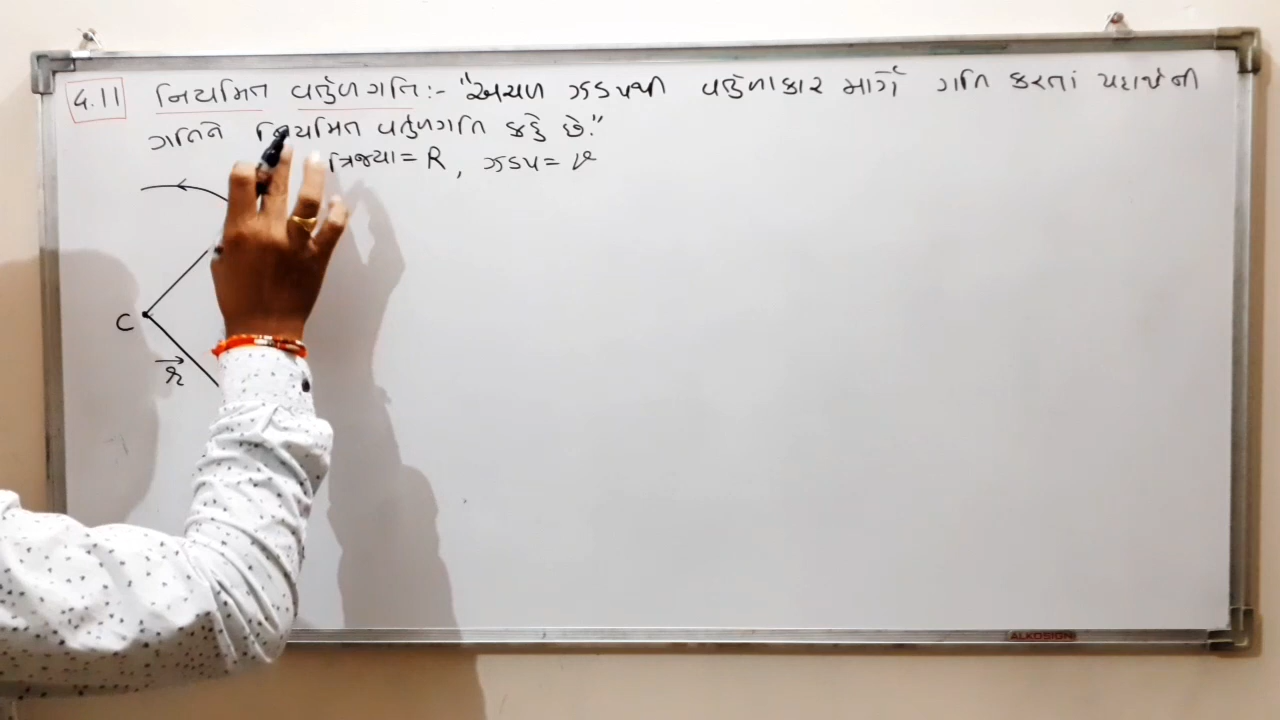 4.11 નિયમિત વર્તુળગતિ:- "અચળ ઝડપથી વર્તુળાકાર માર્ગે ગતિ કરતાં પદાર્થની
ગતિને નિયમિત વર્તુળગતિ કહે છે."
ત્રિજ્યા = R, ઝડપ = v
C
r
ALKOSIGN